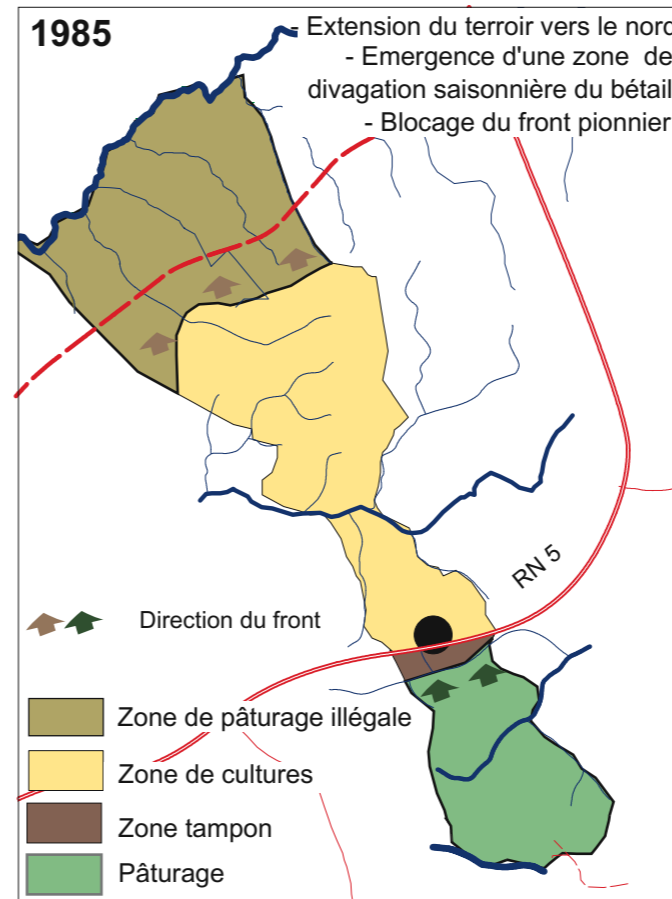 1985
- Extension du terroir vers le nord
- Emergence d'une zone de
divagation saisonnière du bétail
- Blocage du front pionnier
RN 5
Direction du front
Zone de pâturage illégale
Zone de cultures
Zone tampon
Pâturage